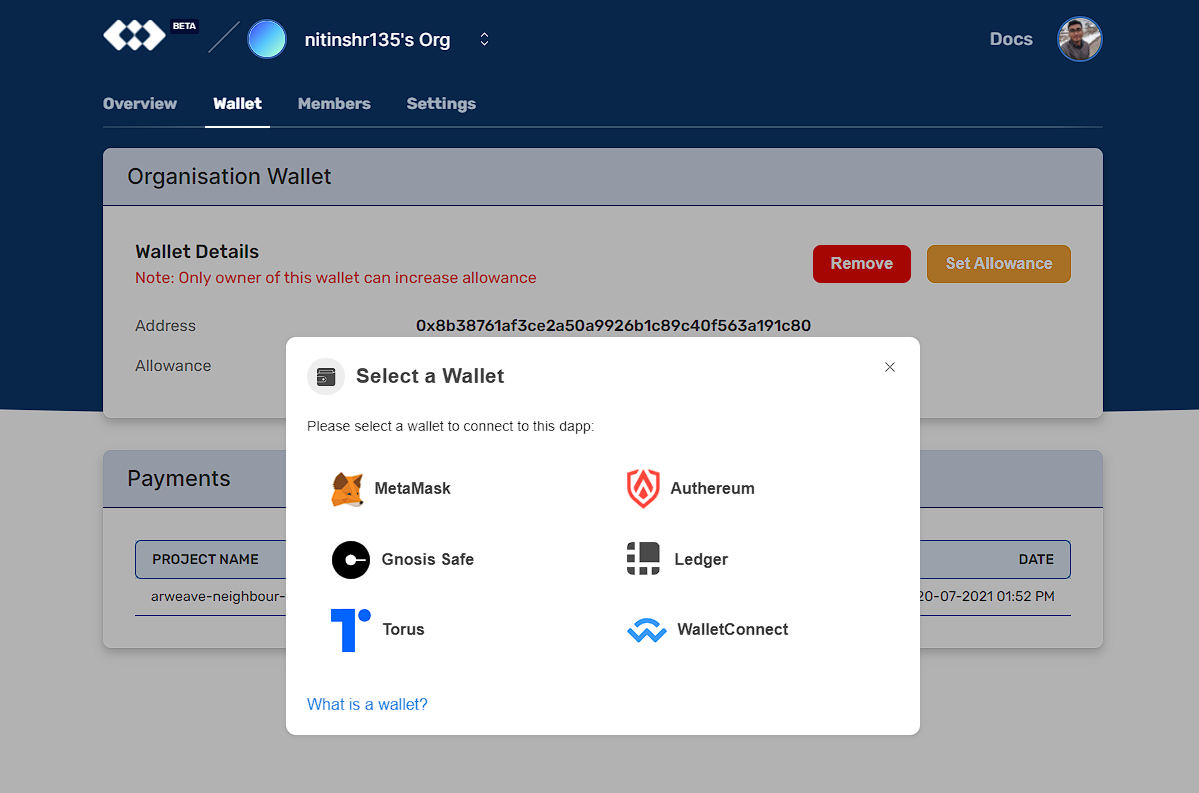 BETA
nitinshr135's Org
Docs
Overview Wallet Members Settings
Organisation Wallet
Wallet Details
Note: Only owner of this wallet can increase allowance
Remove Set Allowance
Address 0x8b38761af3ce2a50a9926b1c89c40f563a191c80
Allowance
Select a Wallet
Please select a wallet to connect to this dapp:
MetaMask Authereum
Gnosis Safe Ledger
Torus WalletConnect
What is a wallet?
Payments
PROJECT NAME DATE
arweave-neighbour- 20-07-2021 01:52 PM